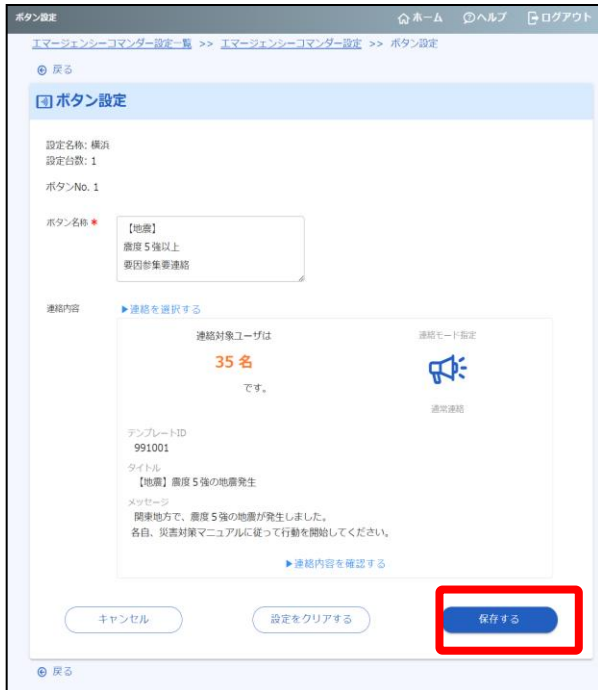 ボタン設定 ホーム ヘルプ ログアウト
エマージェンシーコマンダー設定一覧 >> エマージェンシーコマンダー設定 >> ボタン設定
戻る
ボタン設定
設定名称: 横浜
設定台数: 1
ボタンNo. 1
ボタン名称 * 【地震】
震度５強以上
要因参集要連絡
連絡内容 ▶連絡を選択する
連絡対象ユーザは 連絡モード指定
35 名
です。
通常連絡
テンプレートID
991001
タイトル
【地震】震度５強の地震発生
メッセージ
関東地方で、震度５強の地震が発生しました。
各自、災害対策マニュアルに従って行動を開始してください。
▶連絡内容を確認する
キャンセル 設定をクリアする 保存する
戻る